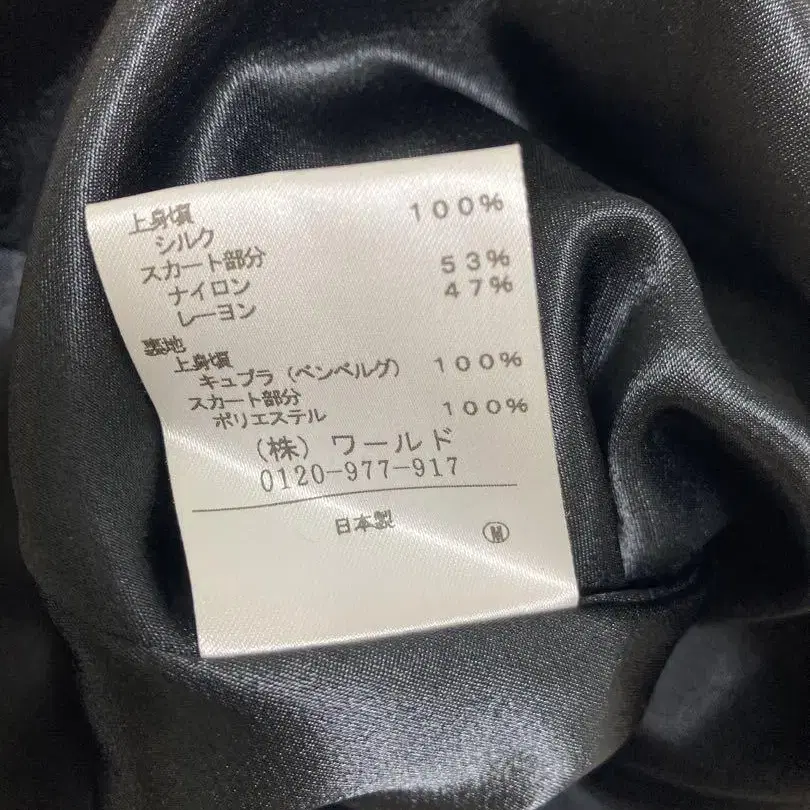 上身頃
シルク 100%
スカート部分
ナイロン 53%
レーヨン 47%
裏地
上身頃
キュプラ（ベンベルグ） 100%
スカート部分
ポリエステル 100%
（株）ワールド
0120-977-917
日本製
Ⓜ